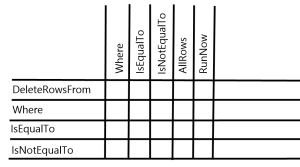 Where
IsEqualTo
IsNotEqualTo
AllRows
RunNow
DeleteRowsFrom
Where
IsEqualTo
IsNotEqualTo